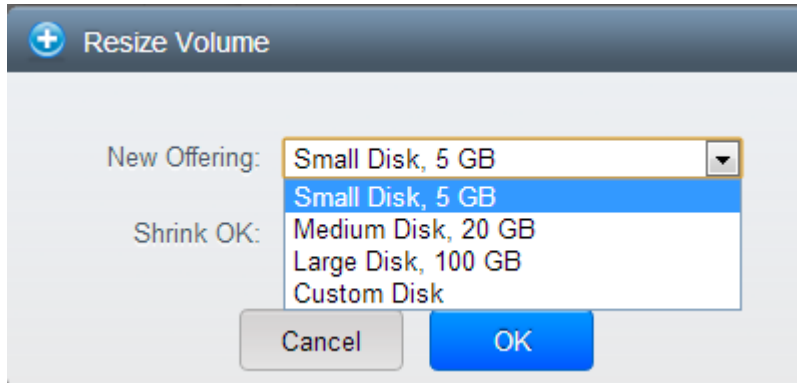 Resize Volume
New Offering: Small Disk, 5 GB
Small Disk, 5 GB
Shrink OK: Medium Disk, 20 GB
Large Disk, 100 GB
Custom Disk
Cancel OK